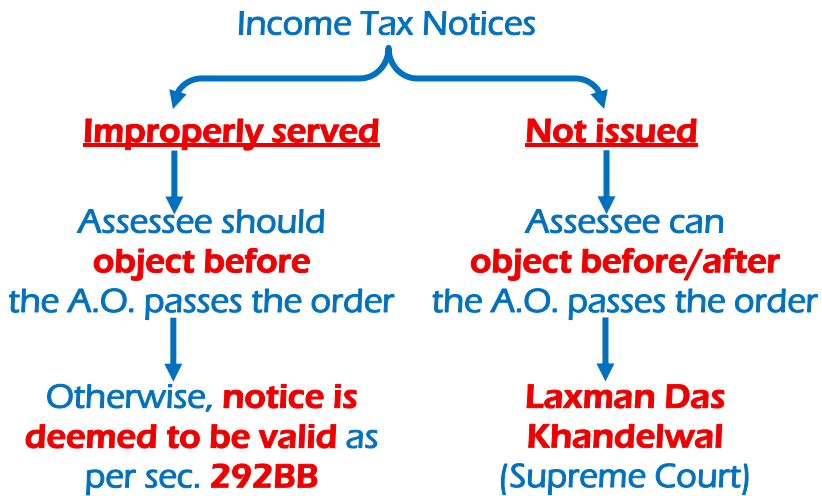 Income Tax Notices
Improperly served
Assessee should
object before
the A.O. passes the order
Otherwise, notice is
deemed to be valid as
per sec. 292BB
Not issued
Assessee can
object before/after
the A.O. passes the order
Laxman Das
Khandelwal
(Supreme Court)